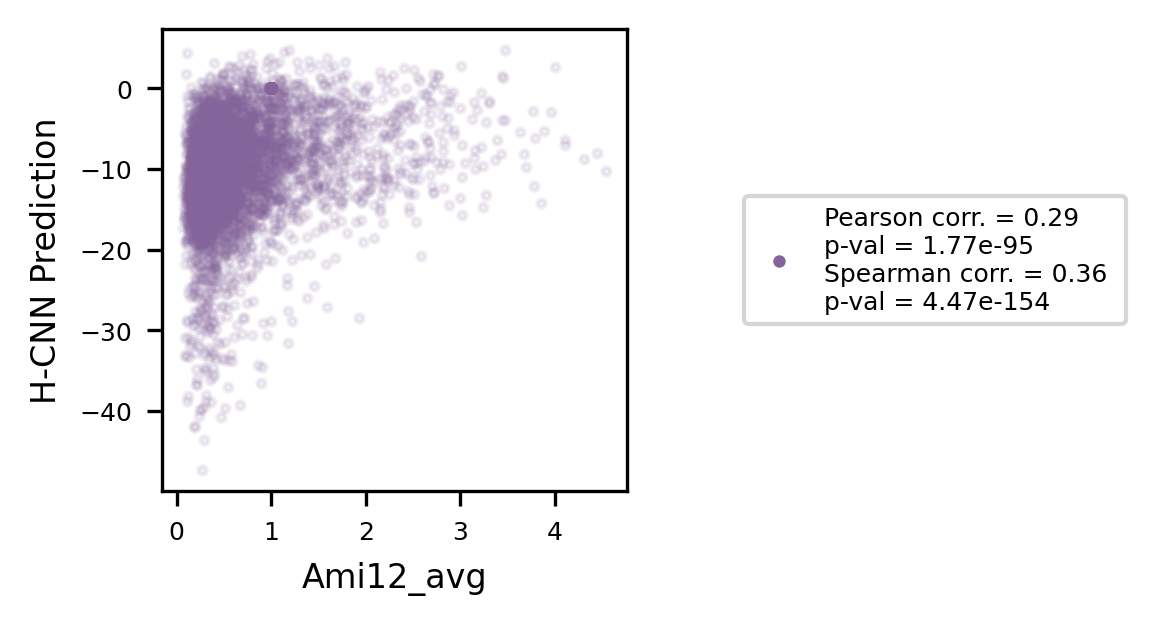 H-CNN Prediction
0
−10
−20
−30
−40
0 1 2 3 4
Ami12_avg
Pearson corr. = 0.29
p-val = 1.77e-95
Spearman corr. = 0.36
p-val = 4.47e-154